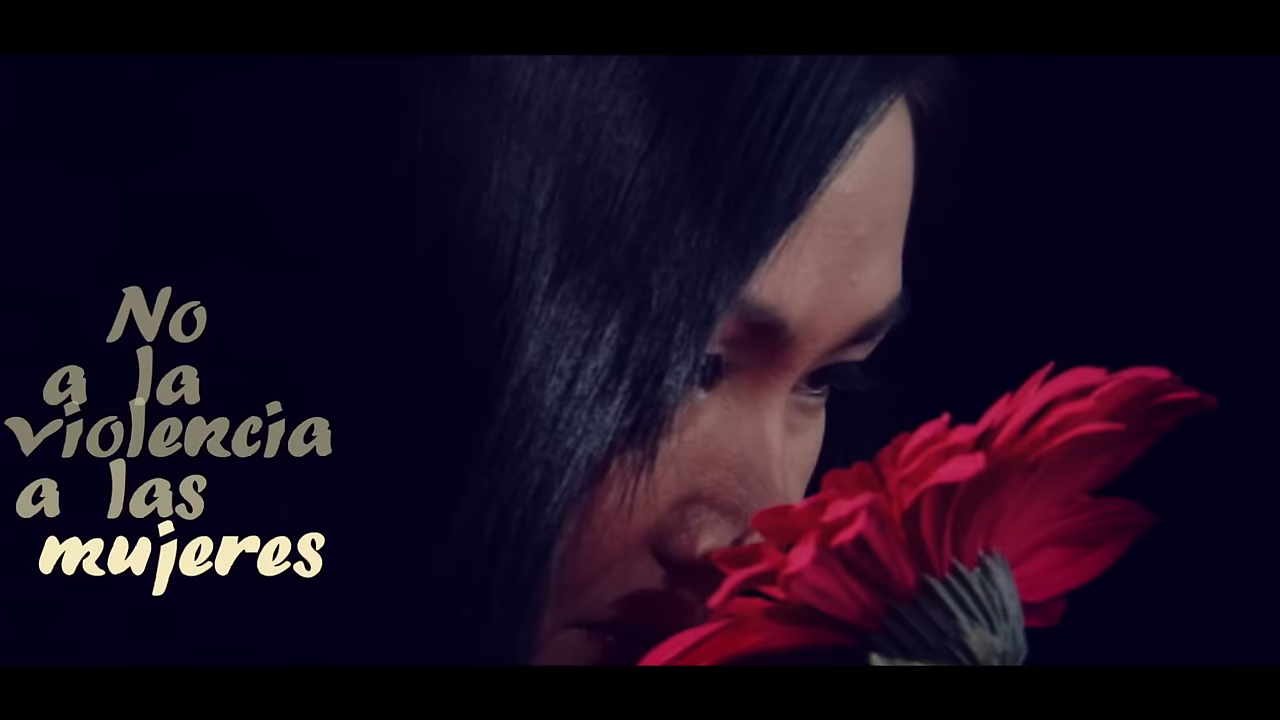 No
a la
violencia
a las
mujeres